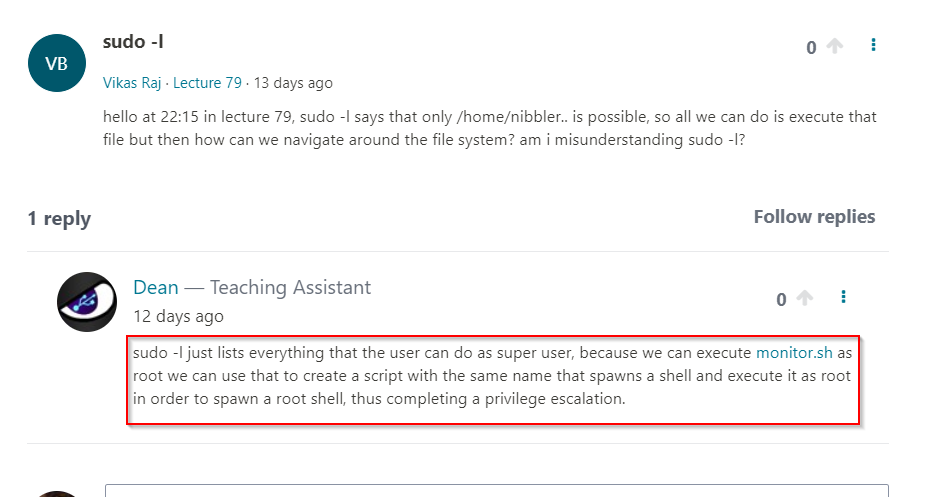 sudo -l
0
VB
Vikas Raj · Lecture 79 · 13 days ago
hello at 22:15 in lecture 79, sudo -l says that only /home/nibbler.. is possible, so all we can do is execute that
file but then how can we navigate around the file system? am i misunderstanding sudo -l?
1 reply
Follow replies
Dean — Teaching Assistant
0
12 days ago
sudo -l just lists everything that the user can do as super user, because we can execute monitor.sh as
root we can use that to create a script with the same name that spawns a shell and execute it as root
in order to spawn a root shell, thus completing a privilege escalation.